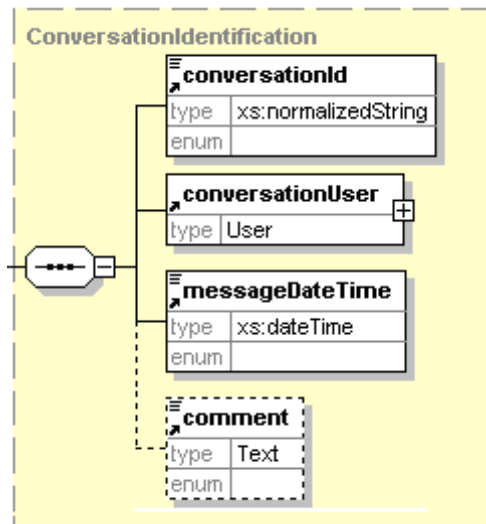 ConversationIdentification
conversationId
type xs:normalizedString
enum
conversationUser
type User
messageDateTime
type xs:dateTime
enum
comment
type Text
enum